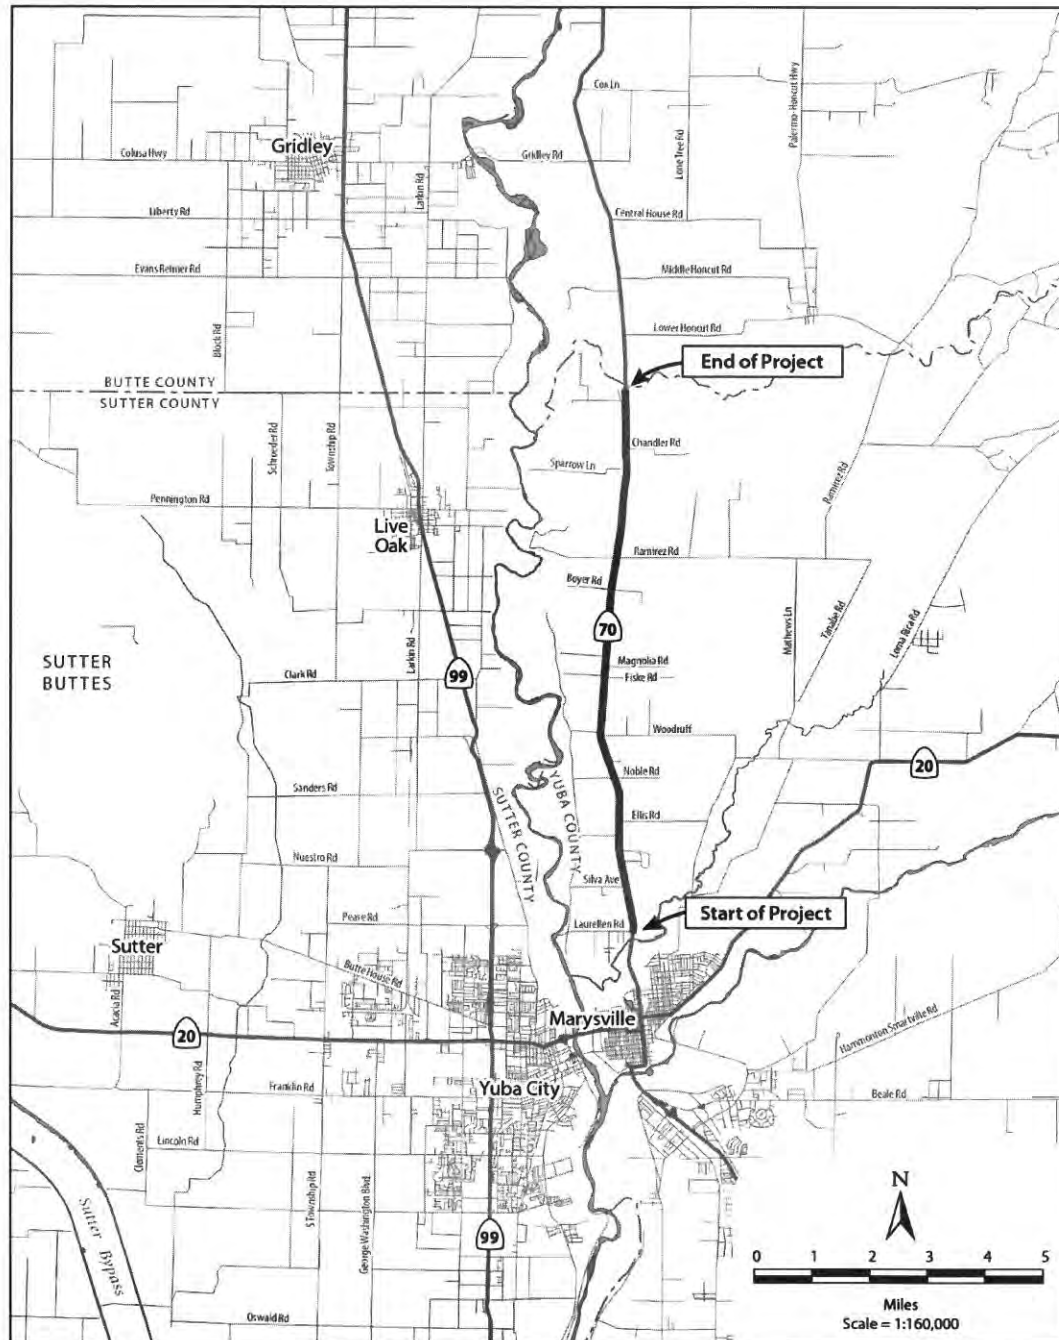 Cox Ln
Palermo-Honcut Hwy
Lone Tree Rd
Gridley
Colusa Hwy
Gridley Rd
Larkin Rd
Liberty Rd
Central House Rd
Evans Reimer Rd
Middle Honcut Rd
Block Rd
Lower Honcut Rd
End of Project
BUTTE COUNTY
SUTTER COUNTY
Schroeder Rd
Township Rd
Chandler Rd
Sparrow Ln
Ramirez Rd
Pennington Rd
Live
Oak
Ramirez Rd
Boyer Rd
70
Mathews Ln
Tanabe Rd
Loma Rica Rd
SUTTER
BUTTES
Larkin Rd
Magnolia Rd
Fiske Rd
Clark Rd
99
Woodruff
20
Noble Rd
Sanders Rd
SUTTER COUNTY
YUBA COUNTY
Ellis Rd
Nuestro Rd
Silva Ave
Pease Rd
Laurellen Rd
Start of Project
Sutter
Butte House Rd
Acacia Rd
Marysville
20
Hammonton Smartville Rd
Yuba City
Franklin Rd
Humphrey Rd
Beale Rd
Clements Rd
Lincoln Rd
S Township Rd
George Washington Blvd
N
Sutter Bypass
99
0 1 2 3 4 5
Miles
Scale = 1:160,000
Oswald Rd